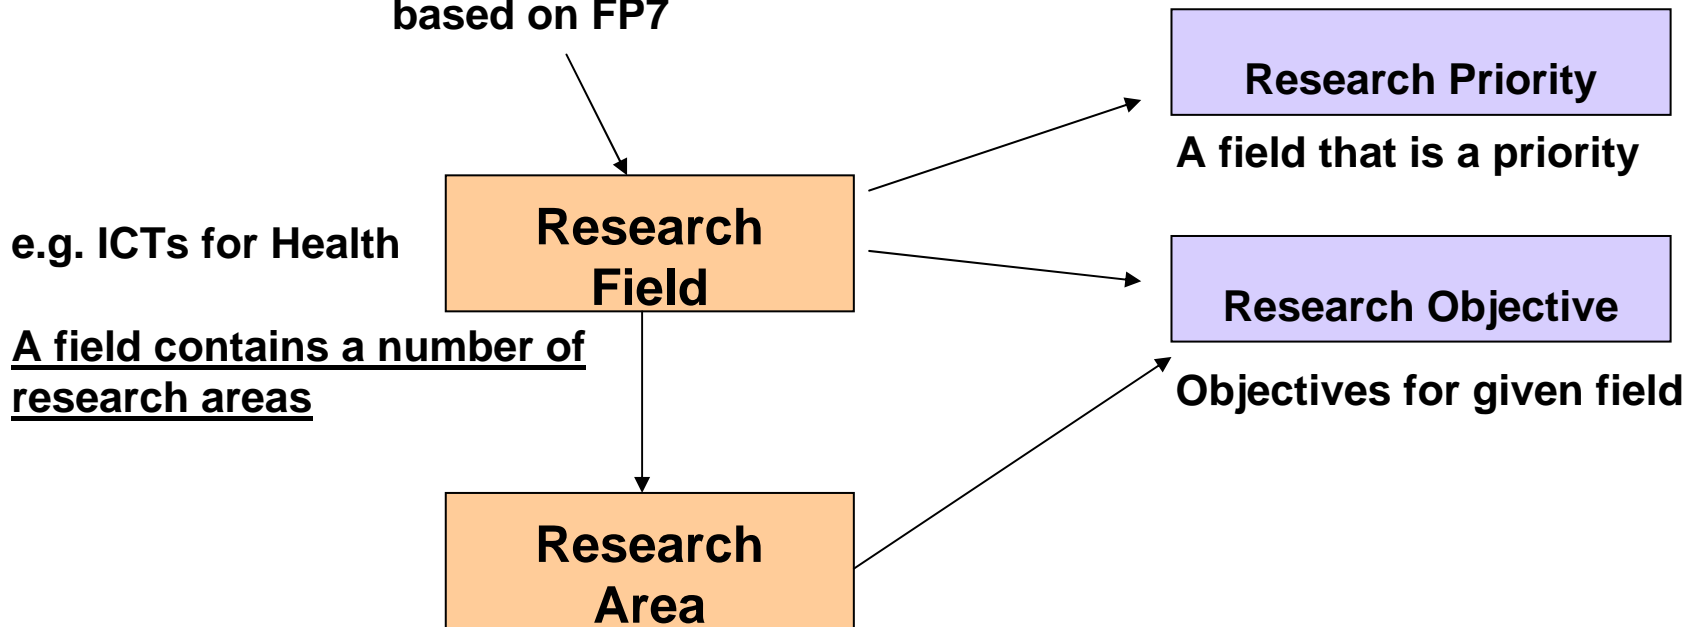 based on FP7
Research Priority
A field that is a priority
Research
Field
e.g. ICTs for Health
Research Objective
A field contains a number of
research areas
Objectives for given field
Research
Area